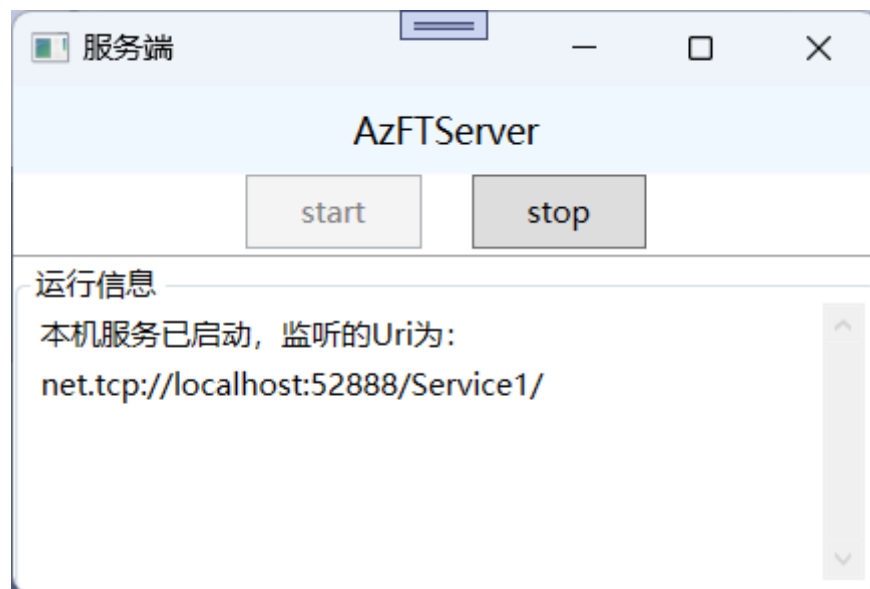 服务端
AzFTServer
start stop
运行信息
本机服务已启动，监听的Uri为：
net.tcp://localhost:52888/Service1/